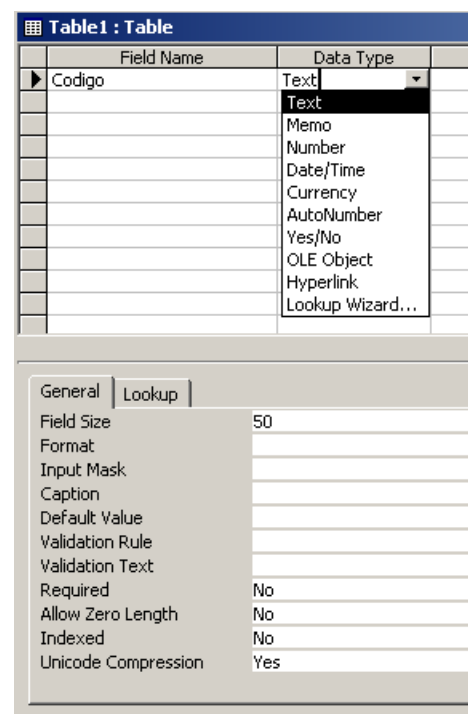 Table1 : Table
Field Name Data Type
Codigo Text
Text
Memo
Number
Date/Time
Currency
AutoNumber
Yes/No
OLE Object
Hyperlink
Lookup Wizard...
General Lookup
Field Size 50
Format
Input Mask
Caption
Default Value
Validation Rule
Validation Text
Required No
Allow Zero Length No
Indexed No
Unicode Compression Yes